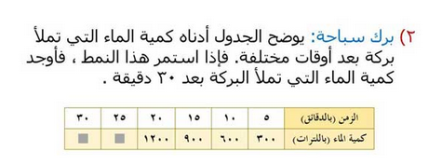 ٢) برك سباحة: يوضح الجدول أدناه كمية الماء التي تملأ
بركة بعد أوقات مختلفة. فإذا استمر هذا النمط ، فأوجد
كمية الماء التي تملأ البركة بعد ٣٠ دقيقة .
الزمن (بالدقائق) ٥ ١٠ ١٥ ٢٠ ٢٥ ٣٠
كمية الماء (باللترات) ٣٠٠ ٦٠٠ ٩٠٠ ١٢٠٠